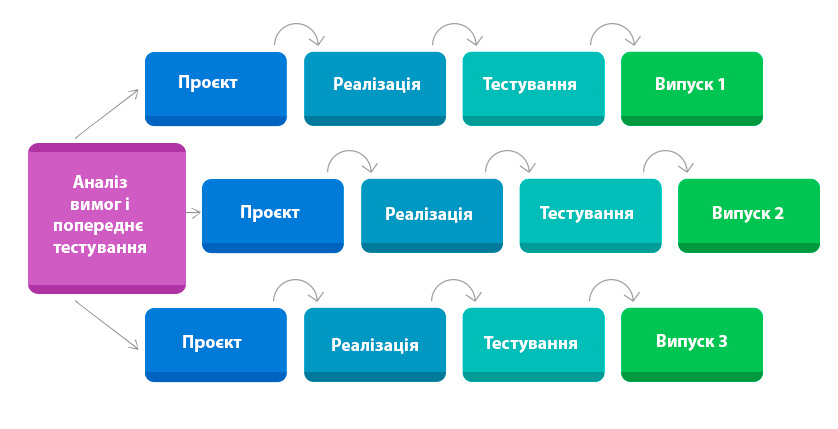 Проєкт
Реалізація
Тестування
Випуск 1
Аналіз
вимог і
попереднє
тестування
Проєкт
Реалізація
Тестування
Випуск 2
Проєкт
Реалізація
Тестування
Випуск 3